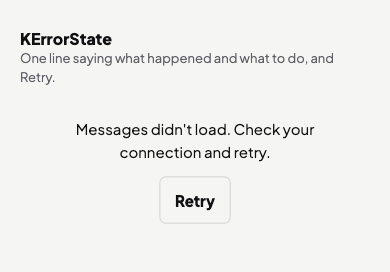 KErrorState
One line saying what happened and what to do, and
Retry.
Messages didn't load. Check your
connection and retry.
Retry